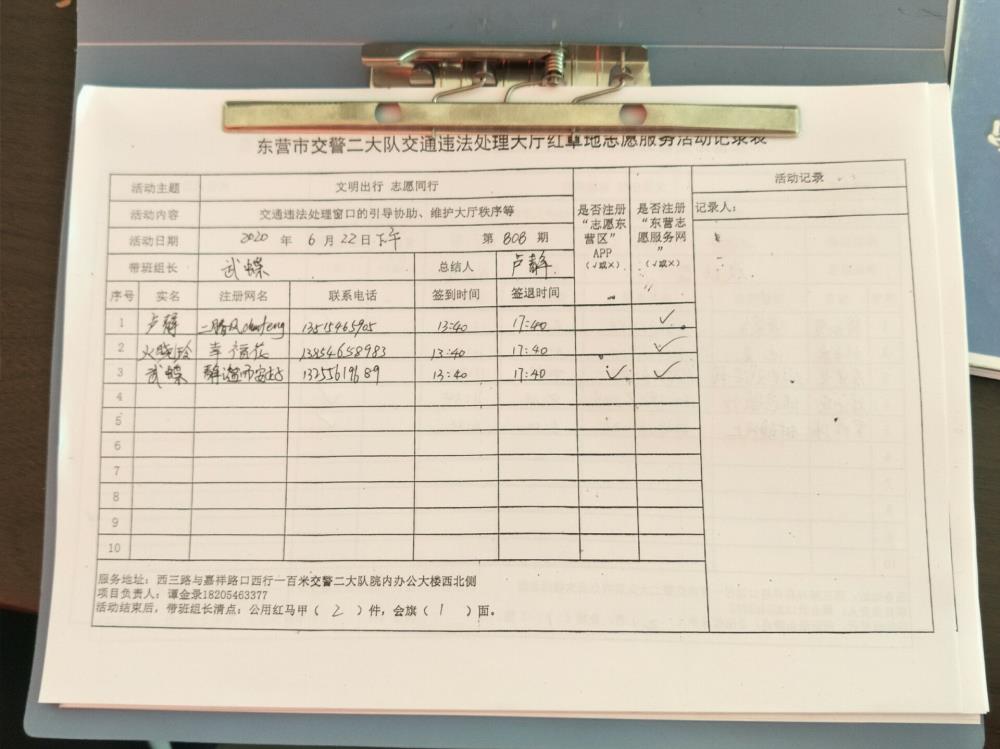 东营市交警二大队交通违法处理大厅红草地志愿服务活动记录表
活动主题 文明出行 志愿同行
活动内容 交通违法处理窗口的引导协助、维护大厅秩序等
活动日期 2020 年 6 月 22 日 下午 第 808 期
带班组长 武蝶 总结人 卢静
是否注册“志愿东营区”APP（√或×）
是否注册“东营志愿服务网”（√或×）
活动记录
记录人：
序号 实名 注册网名 联系电话 签到时间 签退时间
1 卢静 13515465905 13:40 17:40 √
2 幸福花 13854658983 13:40 17:40 √
3 武蝶 13755619689 13:40 17:40 √ √
4
5
6
7
8
9
10
服务地址：西三路与嘉祥路口西行一百米交警二大队院内办公大楼西北侧
项目负责人：谭金录18205463377
活动结束后，带班组长清点：公用红马甲（ 2 ）件，会旗（ 1 ）面。